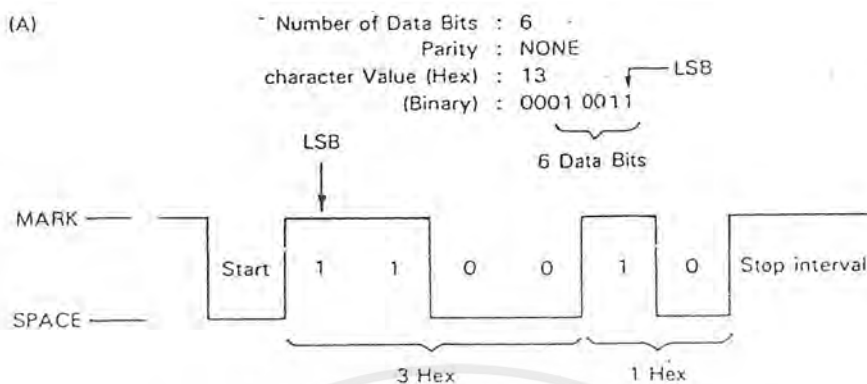 (A)
Number of Data Bits : 6
Parity : NONE
character Value (Hex) : 13
LSB
(Binary) : 0001 0011
LSB
6 Data Bits
MARK
Start 1 1 0 0 1 0 Stop interval
SPACE
3 Hex 1 Hex